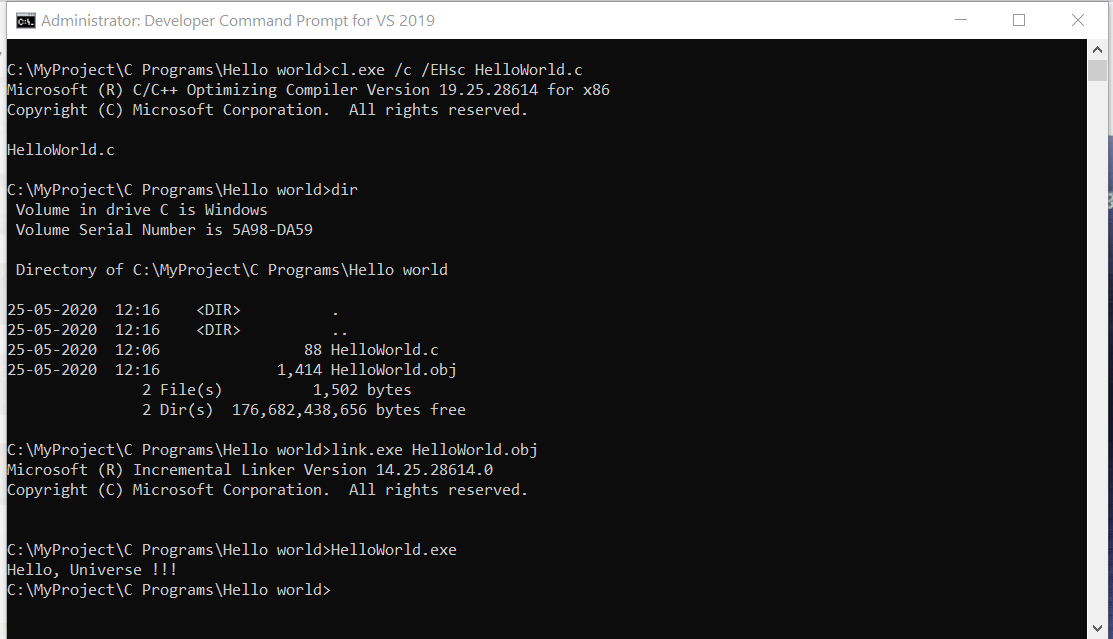 Administrator: Developer Command Prompt for VS 2019
C:\MyProject\C Programs\Hello world>cl.exe /c /EHsc HelloWorld.c
Microsoft (R) C/C++ Optimizing Compiler Version 19.25.28614 for x86
Copyright (C) Microsoft Corporation.  All rights reserved.
HelloWorld.c
C:\MyProject\C Programs\Hello world>dir
 Volume in drive C is Windows
 Volume Serial Number is 5A98-DA59
 Directory of C:\MyProject\C Programs\Hello world
25-05-2020  12:16    <DIR>          .
25-05-2020  12:16    <DIR>          ..
25-05-2020  12:06                88 HelloWorld.c
25-05-2020  12:16             1,414 HelloWorld.obj
               2 File(s)          1,502 bytes
               2 Dir(s)  176,682,438,656 bytes free
C:\MyProject\C Programs\Hello world>link.exe HelloWorld.obj
Microsoft (R) Incremental Linker Version 14.25.28614.0
Copyright (C) Microsoft Corporation.  All rights reserved.
C:\MyProject\C Programs\Hello world>HelloWorld.exe
Hello, Universe !!!
C:\MyProject\C Programs\Hello world>